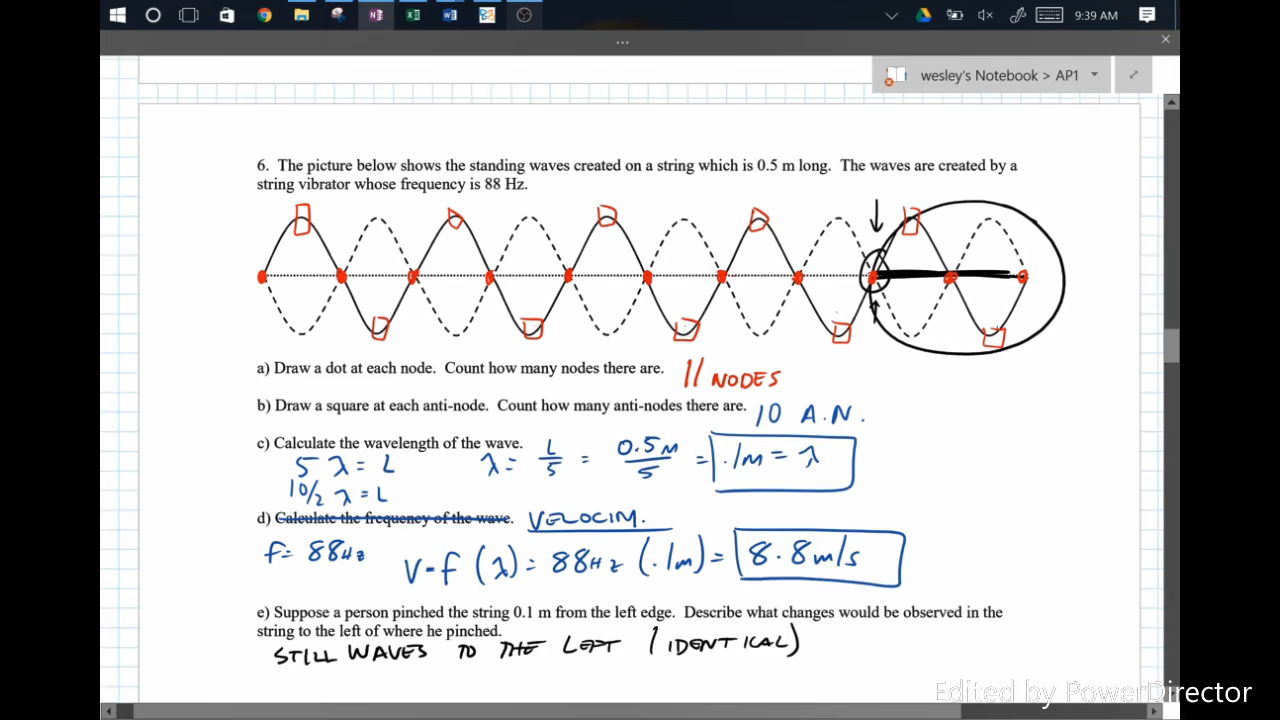 9:39 AM
wesley's Notebook > AP1
6. The picture below shows the standing waves created on a string which is 0.5 m long. The waves are created by a
string vibrator whose frequency is 88 Hz.
a) Draw a dot at each node. Count how many nodes there are. 11 NODES
b) Draw a square at each anti-node. Count how many anti-nodes there are. 10 A.N.
c) Calculate the wavelength of the wave.
5 λ = L λ = L/5 = 0.5M/5 = .1m = λ
10/2 λ = L
d) Calculate the frequency of the wave. VELOCIM.
f= 88Hz V=f (λ) = 88Hz (.1m) = 8.8m/s
e) Suppose a person pinched the string 0.1 m from the left edge. Describe what changes would be observed in the
string to the left of where he pinched.
STILL WAVES TO THE LEFT (IDENTICAL)
Edited by PowerDirector